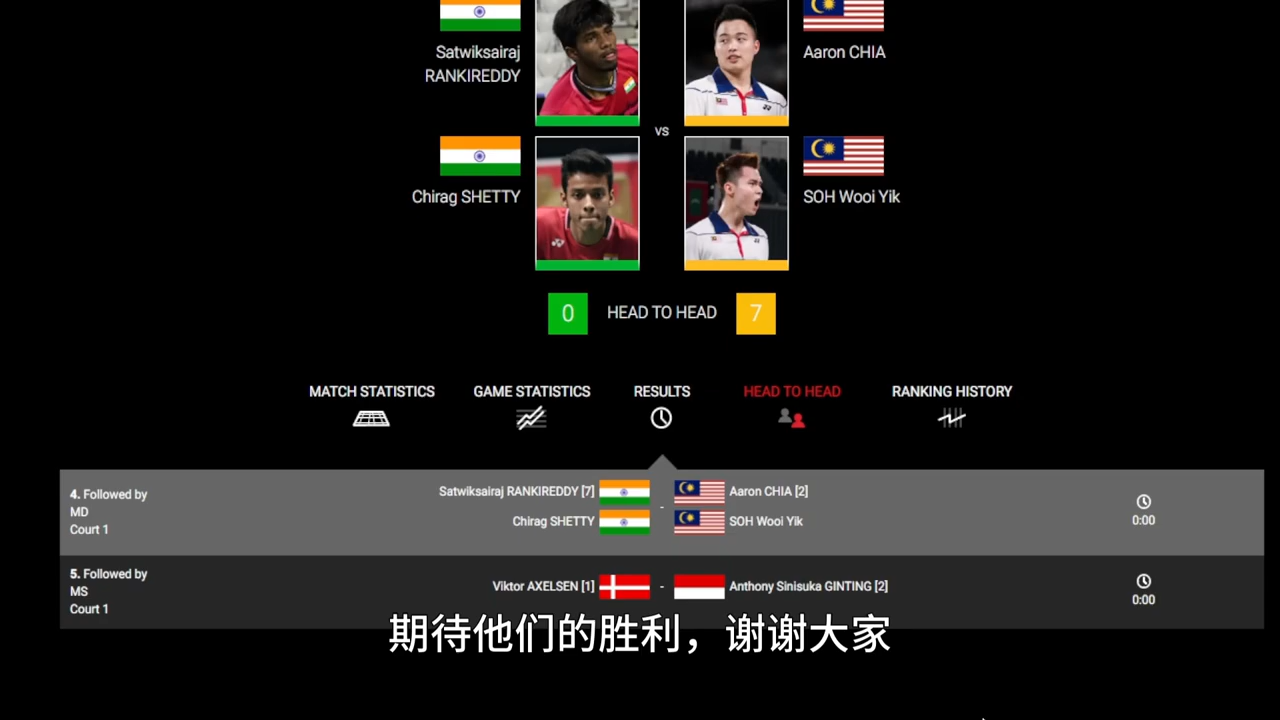 Satwiksairaj
RANKIREDDY
Aaron CHIA
vs
Chirag SHETTY
SOH Wooi Yik
0 HEAD TO HEAD 7
MATCH STATISTICS GAME STATISTICS RESULTS HEAD TO HEAD RANKING HISTORY
4. Followed by
MD
Court 1
Satwiksairaj RANKIREDDY [7]
Chirag SHETTY
-
Aaron CHIA [2]
SOH Wooi Yik
0:00
5. Followed by
MS
Court 1
Viktor AXELSEN [1] - Anthony Sinisuka GINTING [2]
0:00
期待他们的胜利，谢谢大家